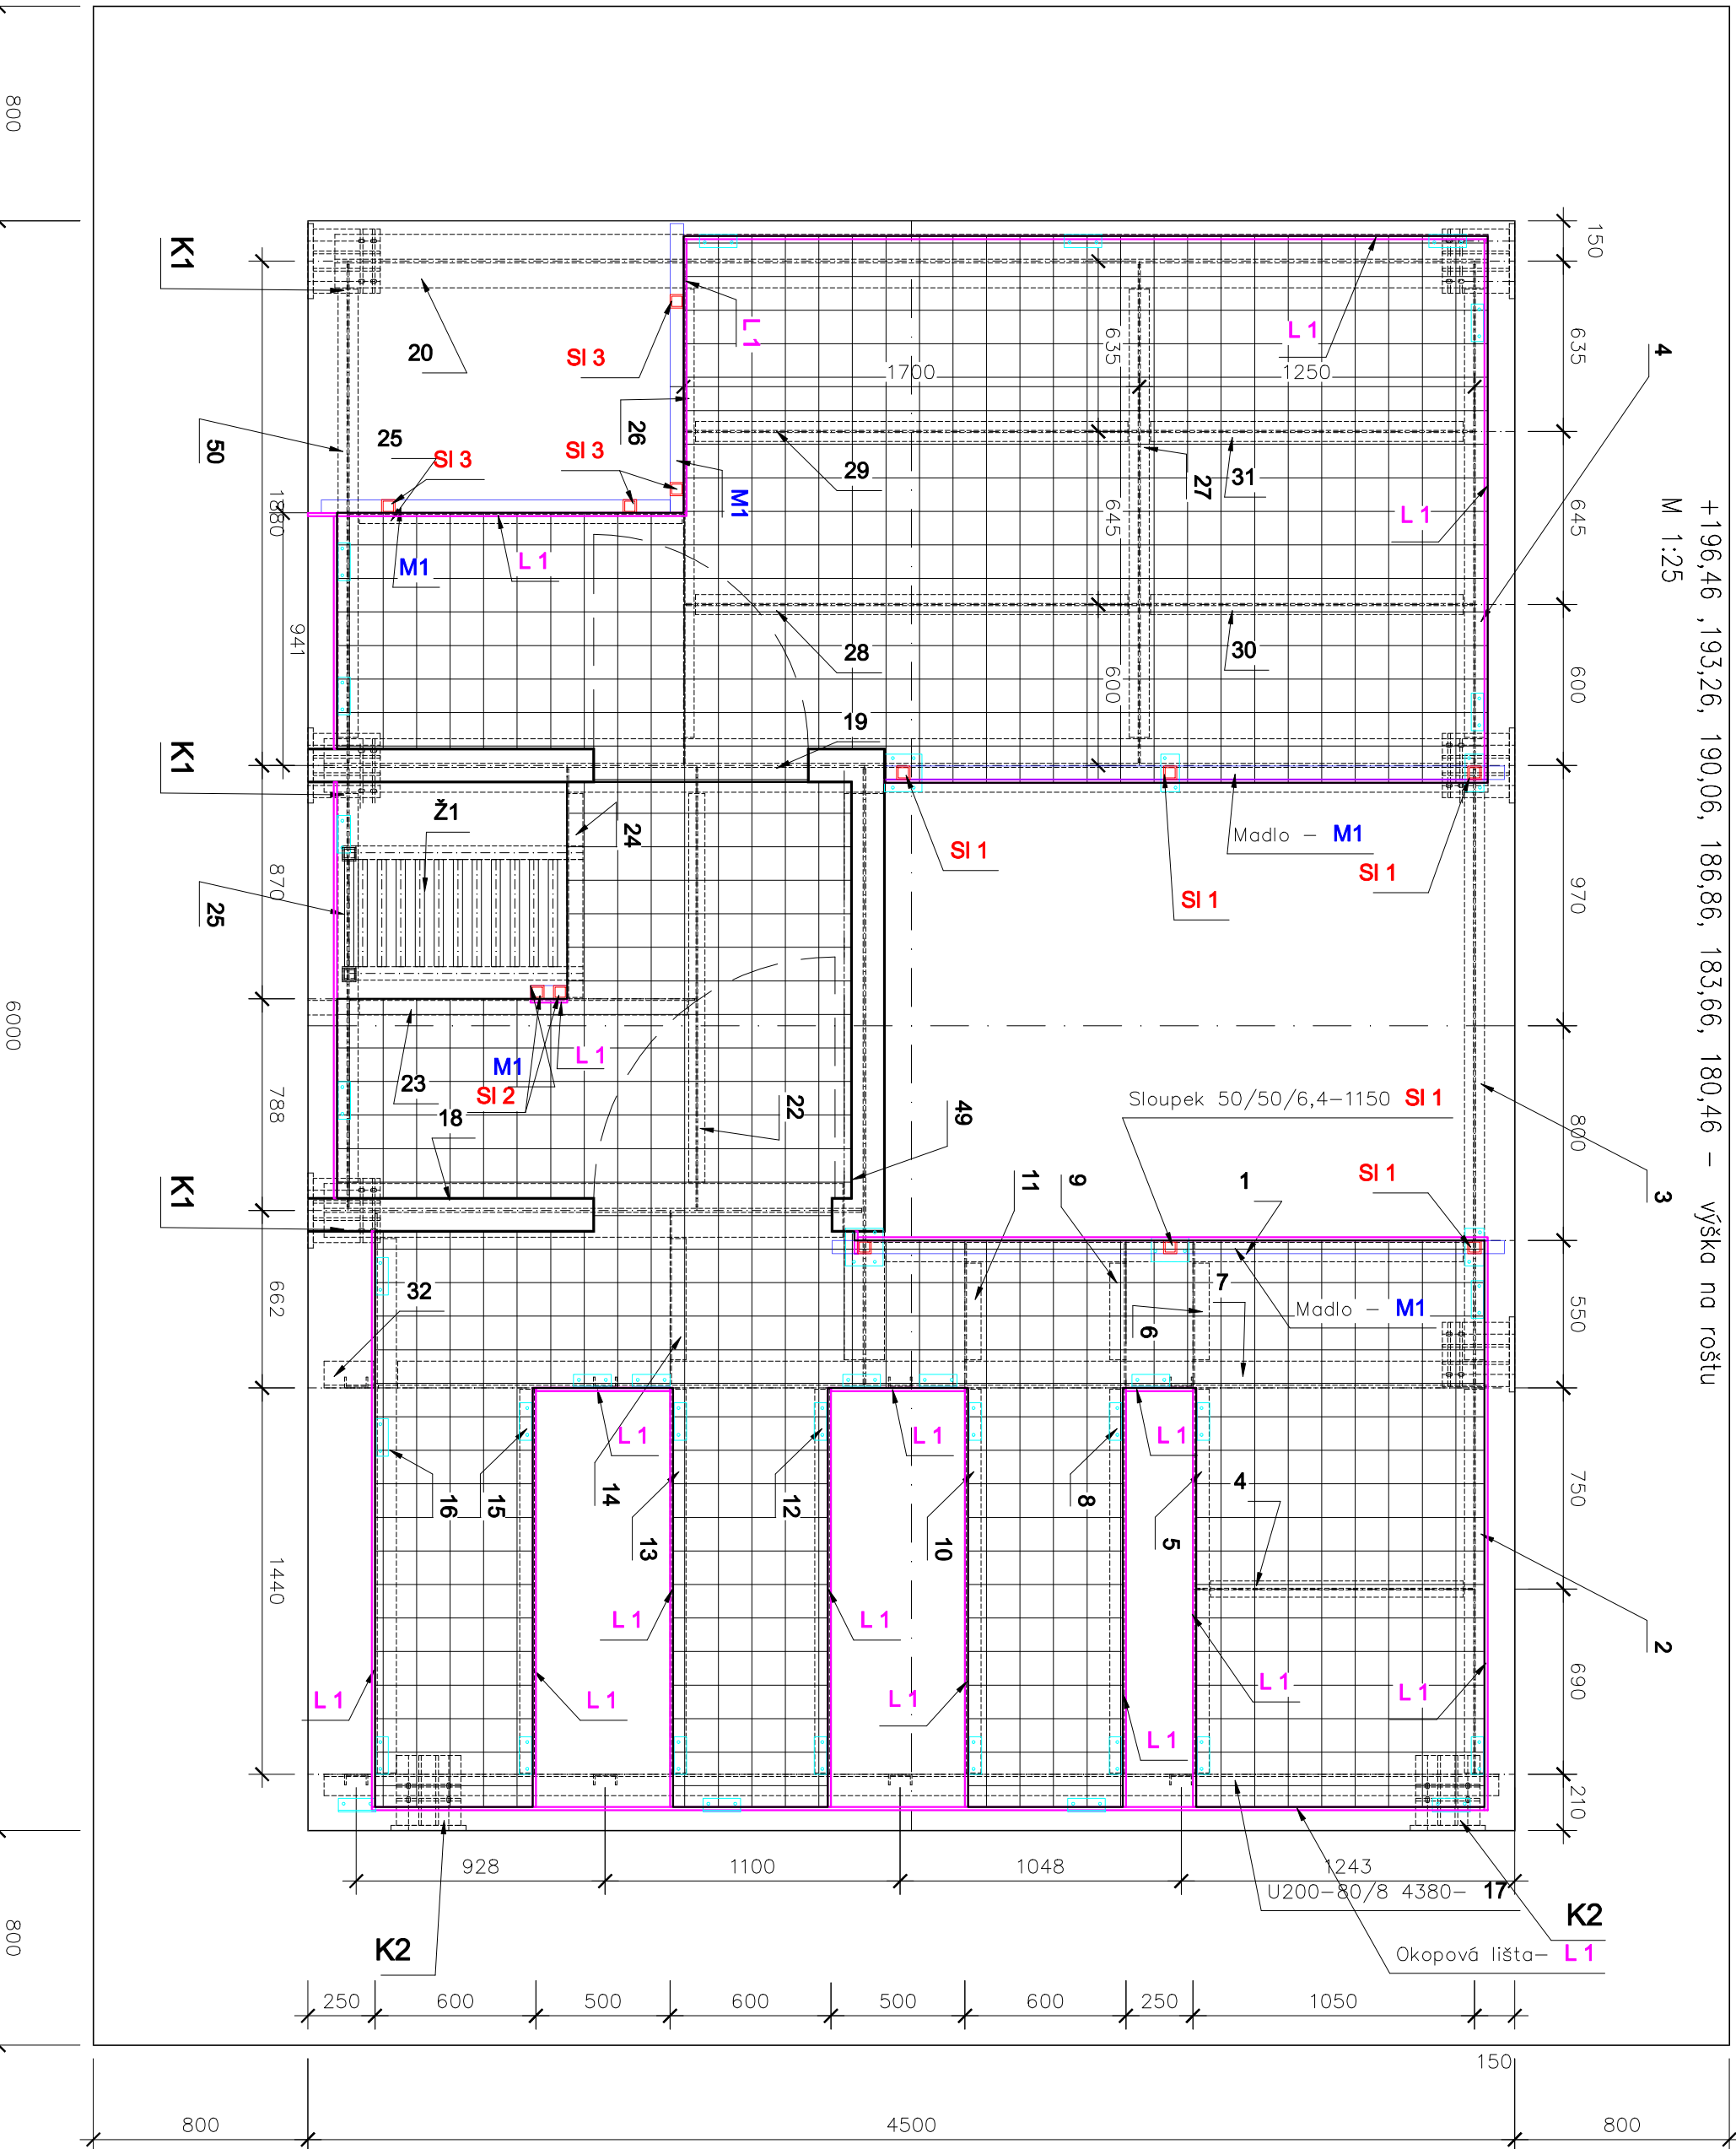 +196,46 ,193,26, 190,06, 186,86, 183,66, 180,46 – výška na roštu
M 1:25
4
3
2
150
635
645
600
970
800
550
750
690
210
800
6000
800
K1
K1
K1
50
25
1880
941
870
788
662
1440
20
25
Sl 3
Sl 3
Sl 3
M1
L 1
L 1
26
M1
1700
1250
635
645
600
L 1
L 1
29
31
27
28
30
19
Ž1
24
Sl 1
Sl 1
Sl 1
Madlo – M1
23
18
M1
Sl 2
L 1
22
49
Sloupek 50/50/6,4–1150 Sl 1
Sl 1
11
9
1
7
6
Madlo – M1
32
L 1
L 1
L 1
16
15
14
13
12
10
8
5
4
L 1
L 1
L 1
L 1
L 1
L 1
L 1
L 1
928
1100
1048
1243
U200–80/8 4380– 17
K2
K2
Okopová lišta– L 1
250
600
500
600
500
600
250
1050
150
800
4500
800